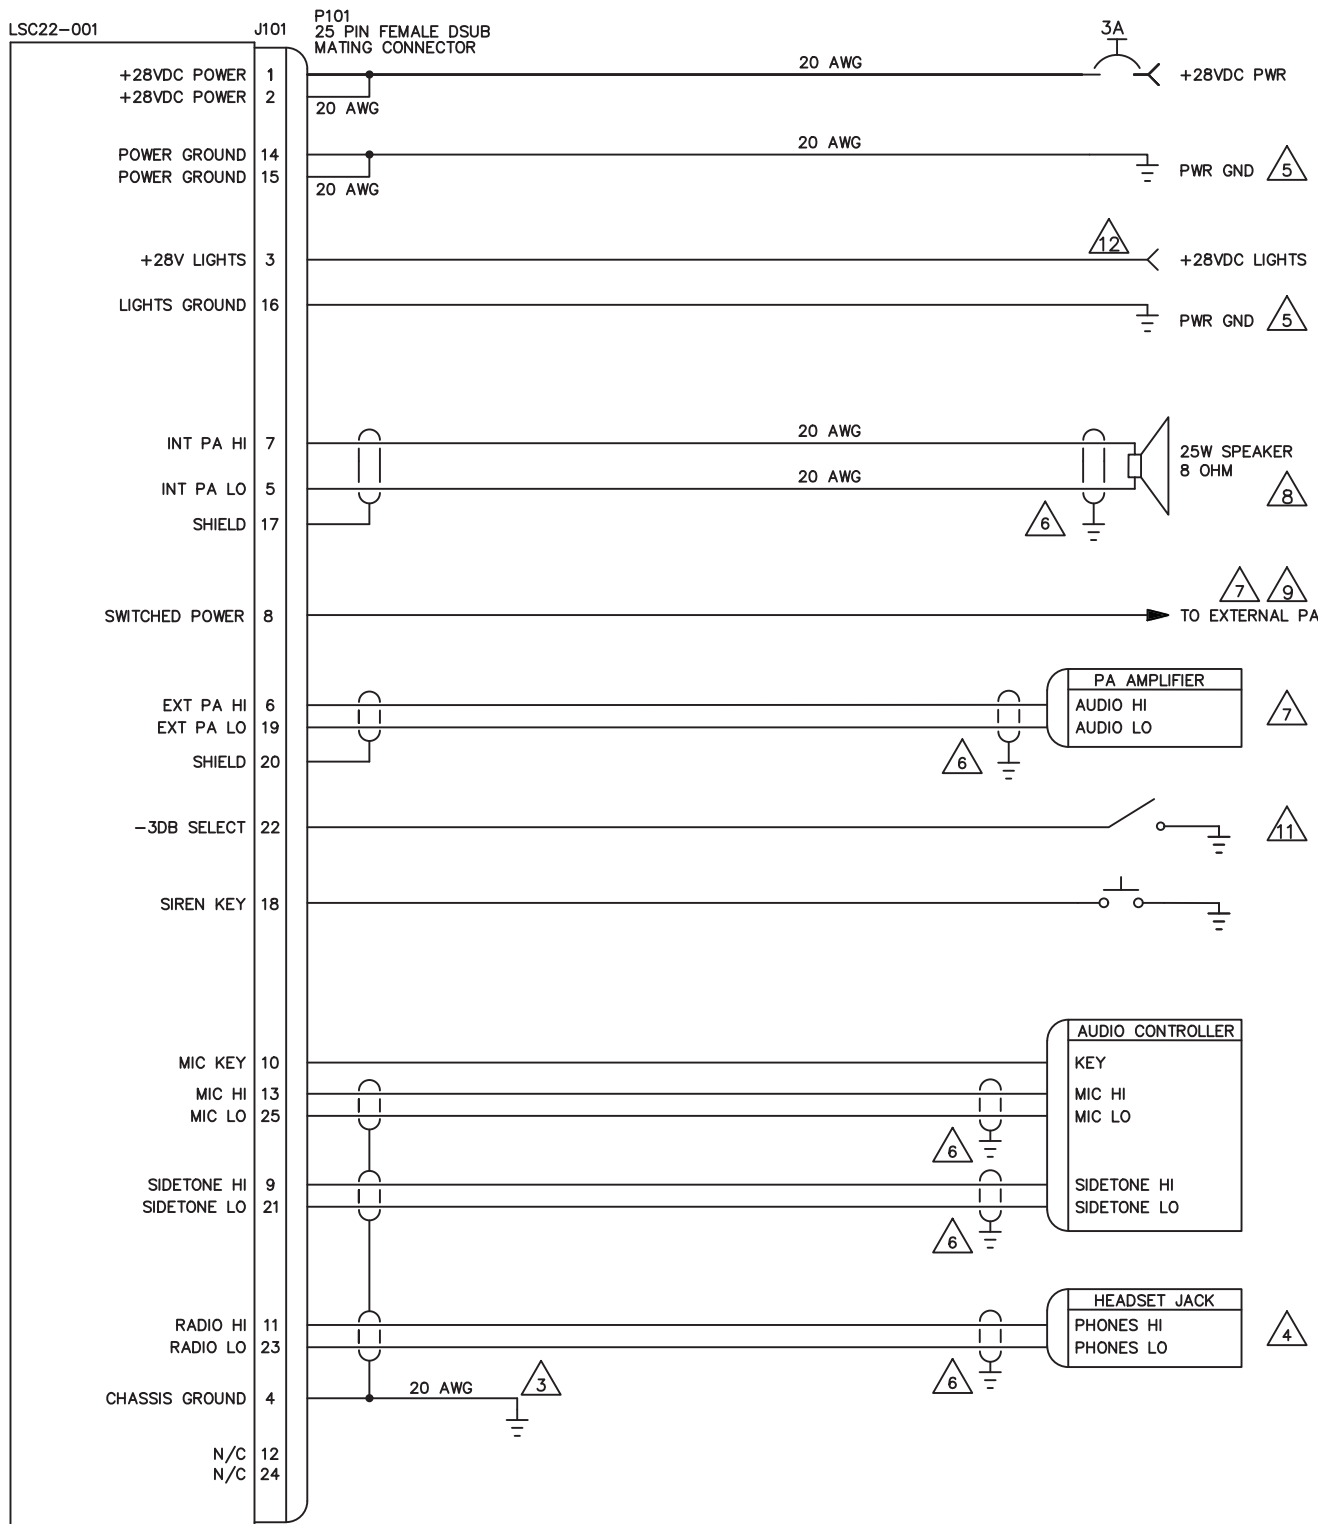 LSC22-001
J101
P101
25 PIN FEMALE DSUB
MATING CONNECTOR
3A
+28VDC POWER 1
20 AWG
+28VDC PWR
+28VDC POWER 2
20 AWG
POWER GROUND 14
20 AWG
PWR GND 5
POWER GROUND 15
20 AWG
12
+28V LIGHTS 3
+28VDC LIGHTS
LIGHTS GROUND 16
PWR GND 5
INT PA HI 7
20 AWG
25W SPEAKER
8 OHM
8
INT PA LO 5
20 AWG
SHIELD 17
6
7 9
SWITCHED POWER 8
TO EXTERNAL PA
PA AMPLIFIER
EXT PA HI 6
AUDIO HI
7
EXT PA LO 19
AUDIO LO
SHIELD 20
6
-3DB SELECT 22
11
SIREN KEY 18
AUDIO CONTROLLER
MIC KEY 10
KEY
MIC HI 13
MIC HI
MIC LO 25
MIC LO
6
SIDETONE HI 9
SIDETONE HI
SIDETONE LO 21
SIDETONE LO
6
HEADSET JACK
RADIO HI 11
PHONES HI
4
RADIO LO 23
PHONES LO
6
CHASSIS GROUND 4
20 AWG
3
N/C 12
N/C 24